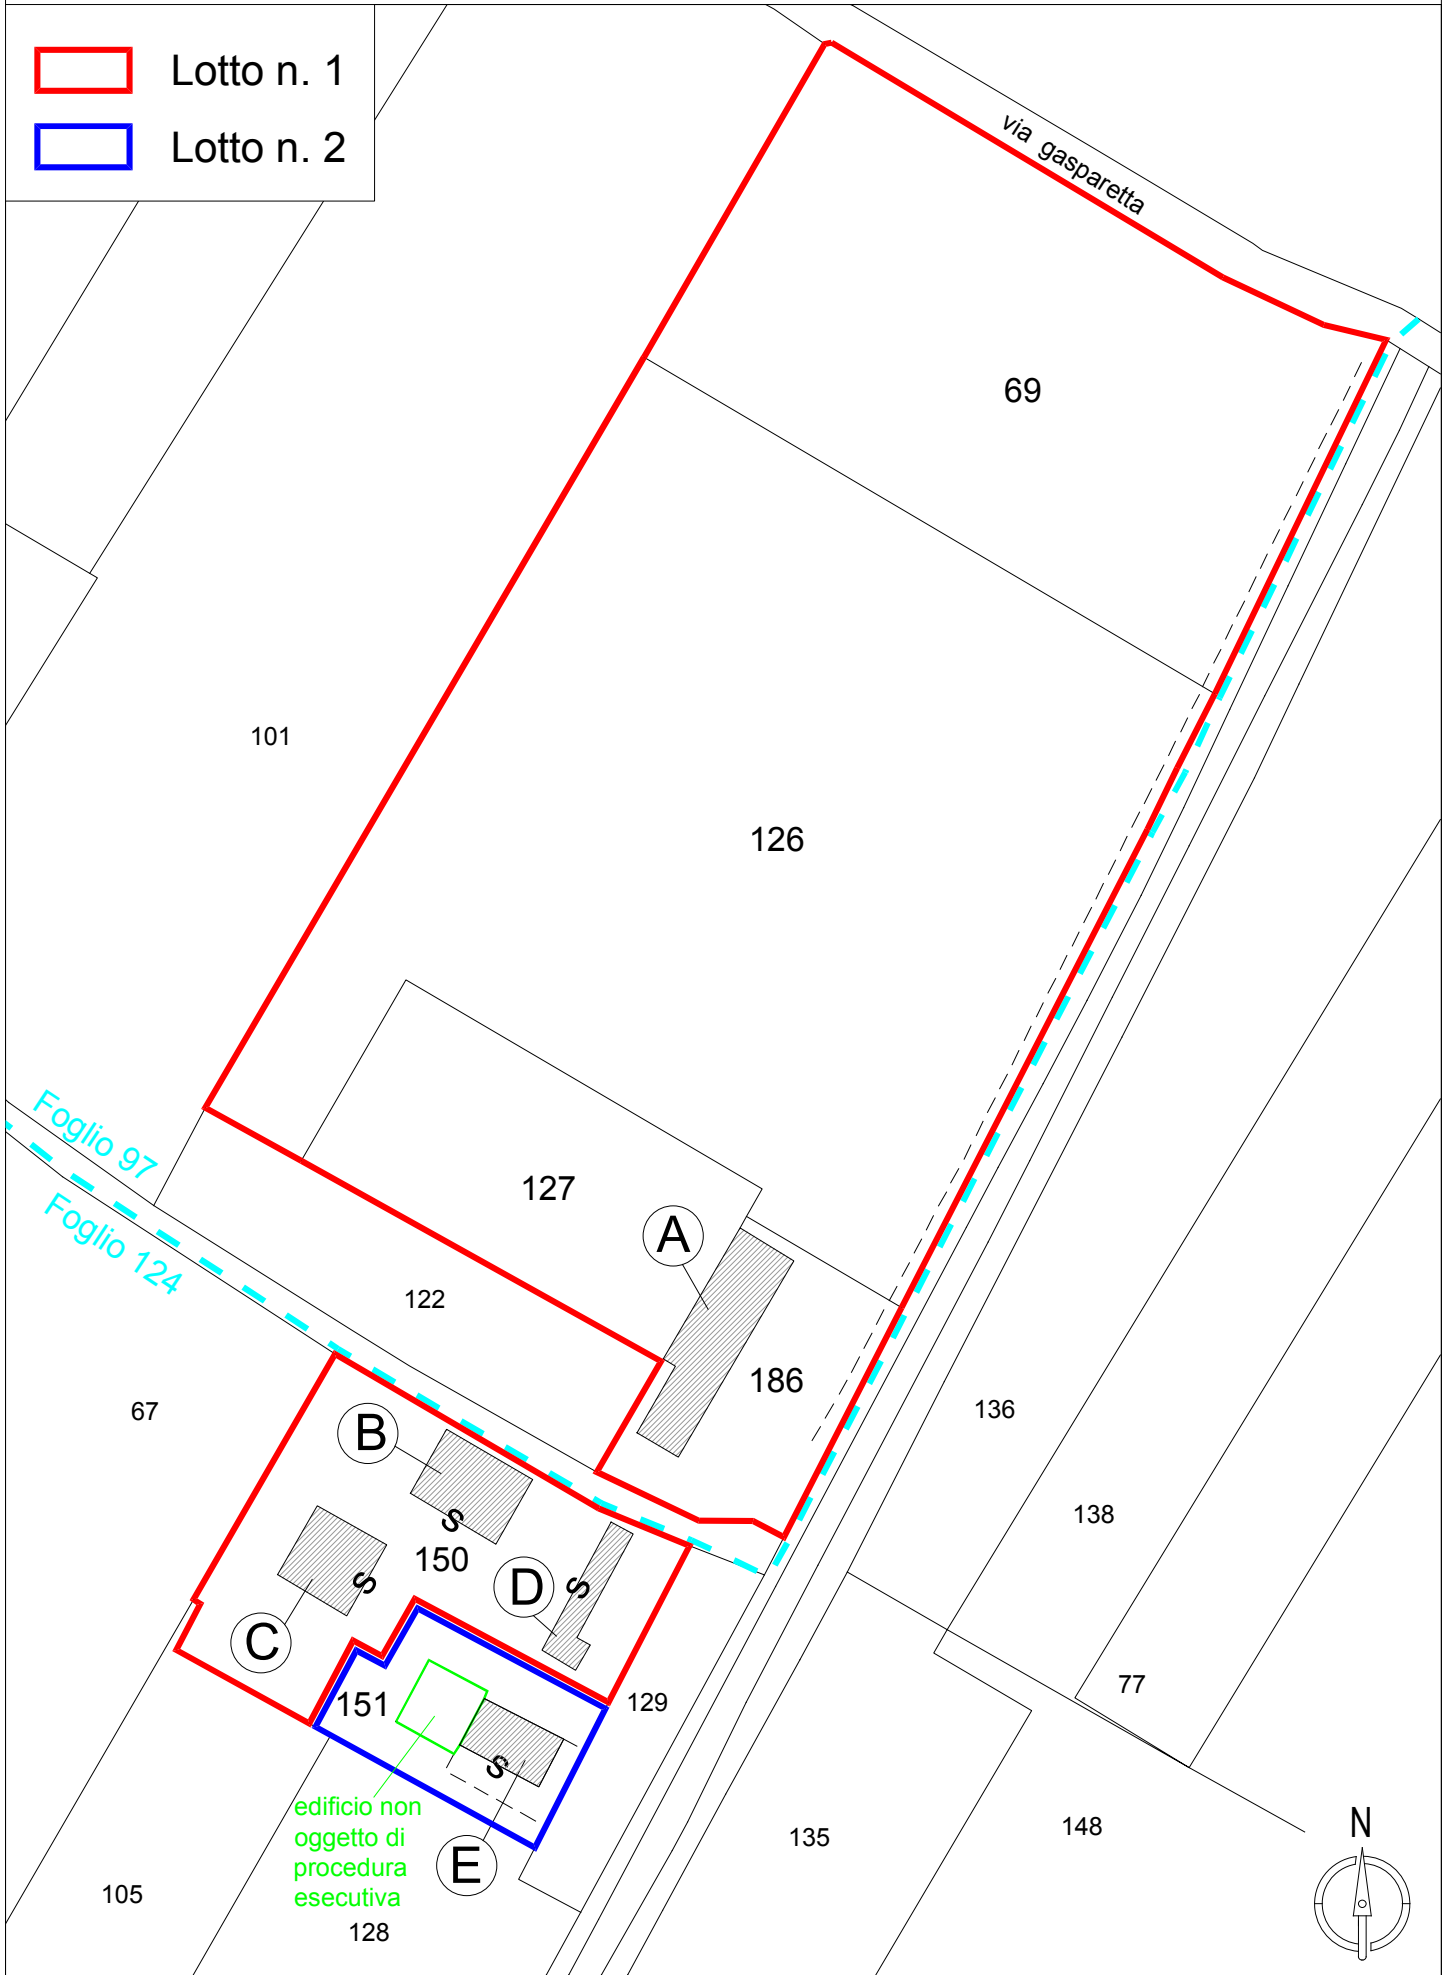 Lotto n. 1
Lotto n. 2
via gasparetta
69
101
126
Foglio 97
Foglio 124
127
A
122
186
67
136
B
S
150
138
C
S
D
S
151
129
77
edificio non
oggetto di
procedura
esecutiva
S
E
135
148
N
105
128